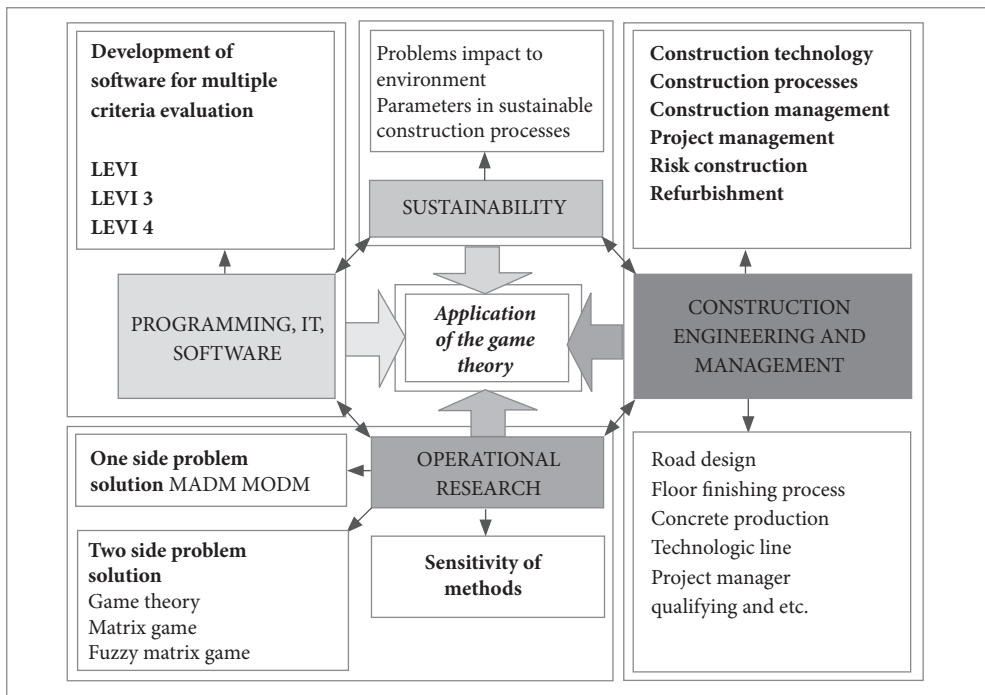 Development of
software for multiple
criteria evaluation
LEVI
LEVI 3
LEVI 4
Problems impact to
environment
Parameters in sustainable
construction processes
Construction technology
Construction processes
Construction management
Project management
Risk construction
Refurbishment
SUSTAINABILITY
PROGRAMMING, IT,
SOFTWARE
Application
of the game
theory
CONSTRUCTION
ENGINEERING AND
MANAGEMENT
One side problem
solution MADM MODM
OPERATIONAL
RESEARCH
Two side problem
solution
Game theory
Matrix game
Fuzzy matrix game
Sensitivity of
methods
Road design
Floor finishing process
Concrete production
Technologic line
Project manager
qualifying and etc.